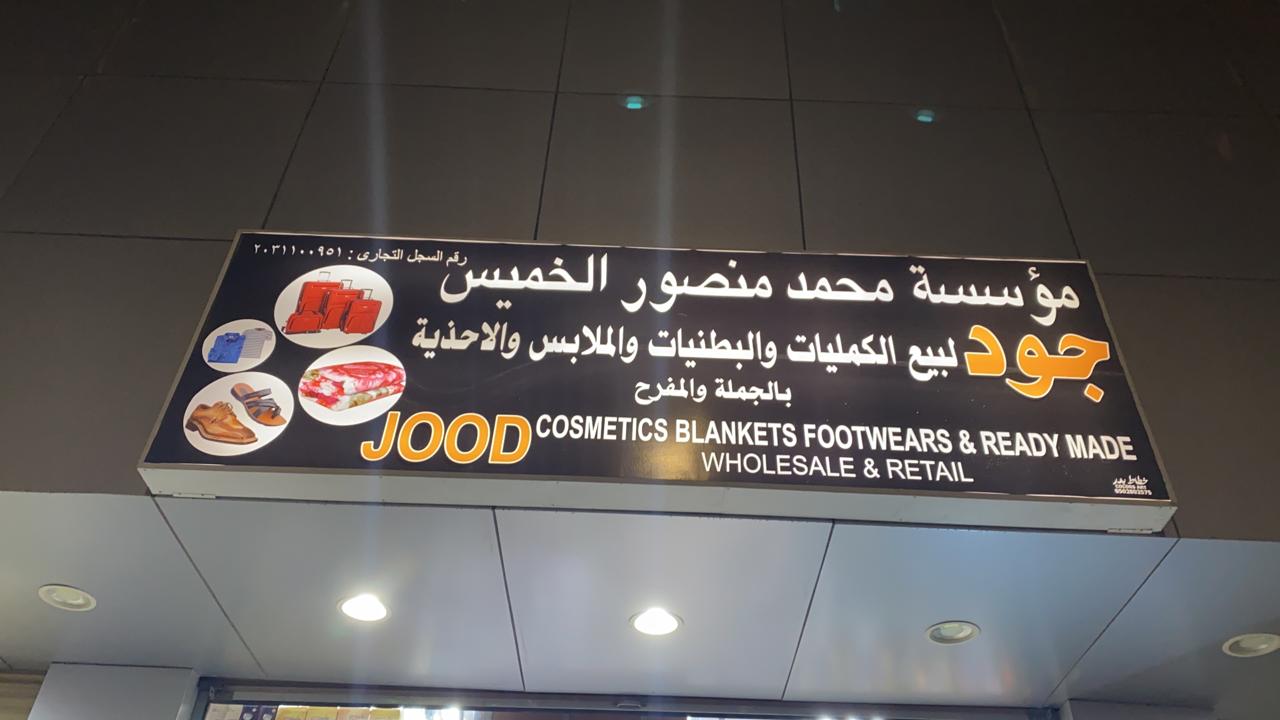 رقم السجل التجارى : ٢٠٣١١٠٠٩٥١
مؤسسة محمد منصور الخميس
جود لبيع الكمليات والبطنيات والملابس والاحذية
بالجملة والمفرح
JOOD COSMETICS BLANKETS FOOTWEARS & READY MADE
WHOLESALE & RETAIL